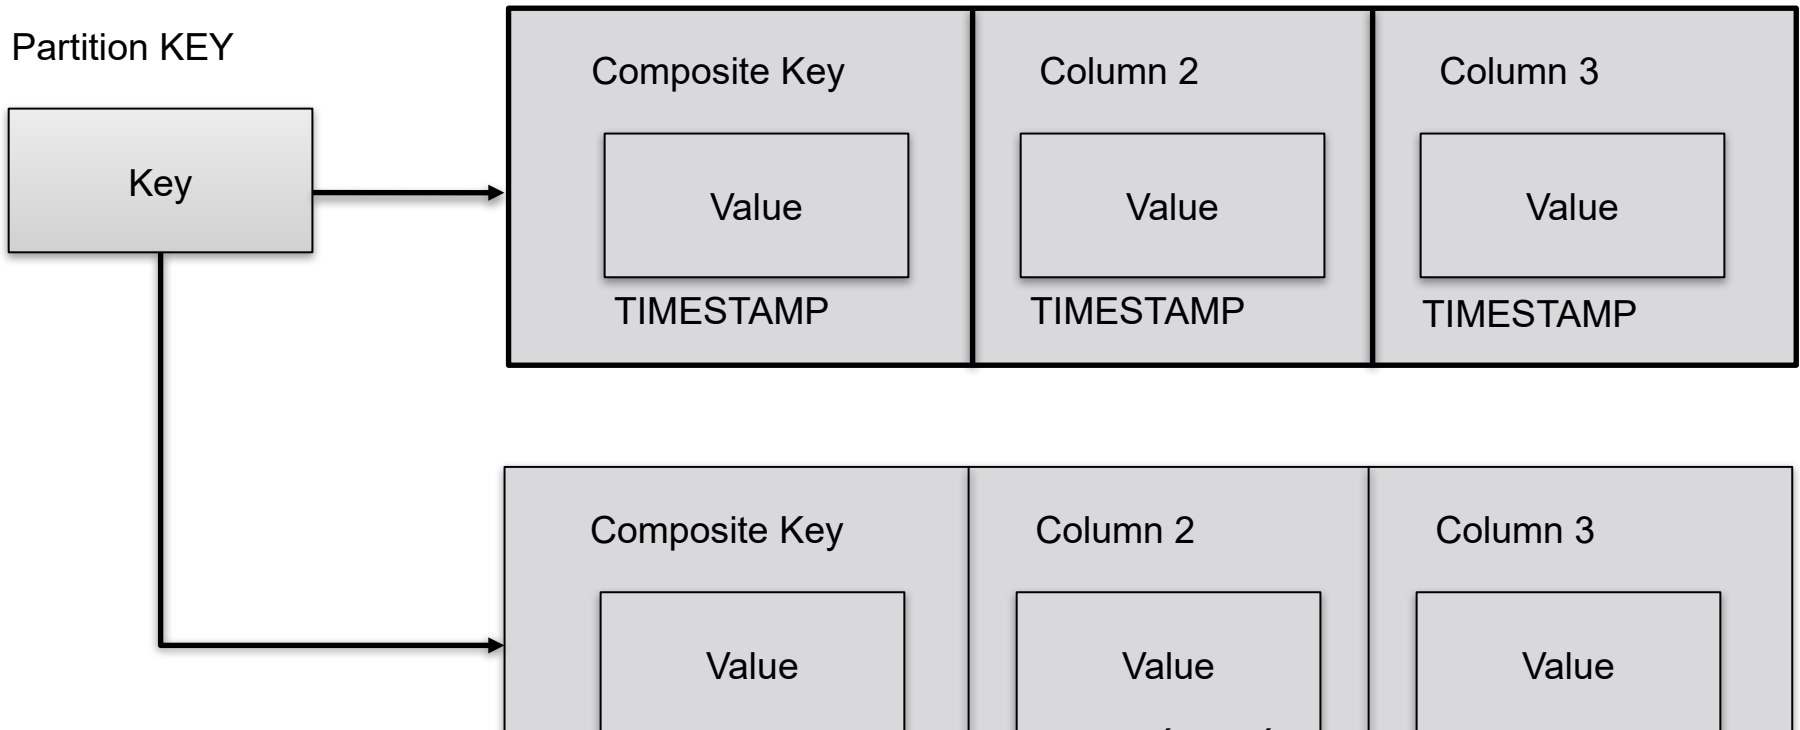 Partition KEY
Composite Key Column 2 Column 3
Key
Value Value Value
TIMESTAMP TIMESTAMP TIMESTAMP
Composite Key Column 2 Column 3
Value Value Value